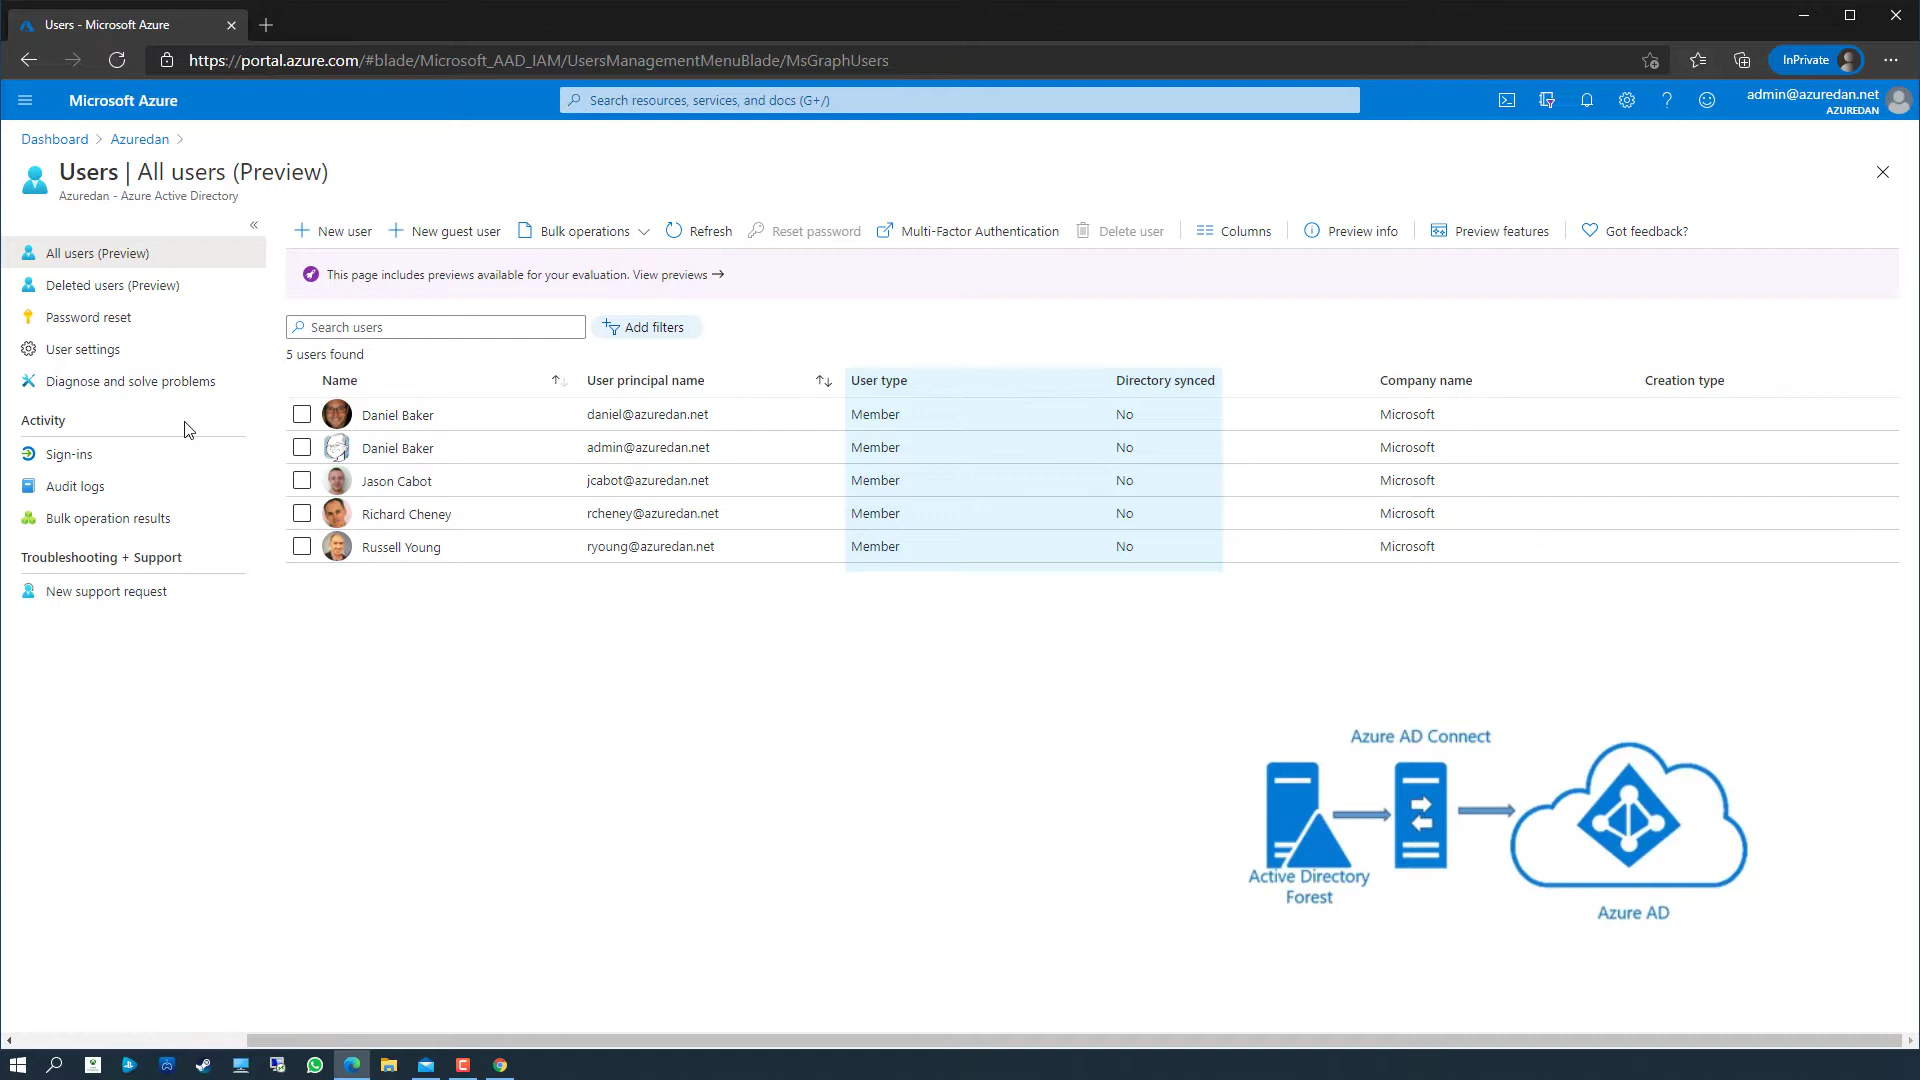 Users - Microsoft Azure
https://portal.azure.com/#blade/Microsoft_AAD_IAM/UsersManagementMenuBlade/MsGraphUsers
InPrivate
Microsoft Azure
Search resources, services, and docs (G+/)
admin@azuredan.net
AZUREDAN
Dashboard > Azuredan >
Users | All users (Preview)
Azuredan - Azure Active Directory
«
All users (Preview)
Deleted users (Preview)
Password reset
User settings
Diagnose and solve problems
Activity
Sign-ins
Audit logs
Bulk operation results
Troubleshooting + Support
New support request
New user New guest user Bulk operations Refresh Reset password Multi-Factor Authentication Delete user Columns Preview info Preview features Got feedback?
This page includes previews available for your evaluation. View previews →
Search users Add filters
5 users found
Name User principal name User type Directory synced Company name Creation type
Daniel Baker daniel@azuredan.net Member No Microsoft
Daniel Baker admin@azuredan.net Member No Microsoft
Jason Cabot jcabot@azuredan.net Member No Microsoft
Richard Cheney rcheney@azuredan.net Member No Microsoft
Russell Young ryoung@azuredan.net Member No Microsoft
Azure AD Connect
Active Directory
Forest
Azure AD